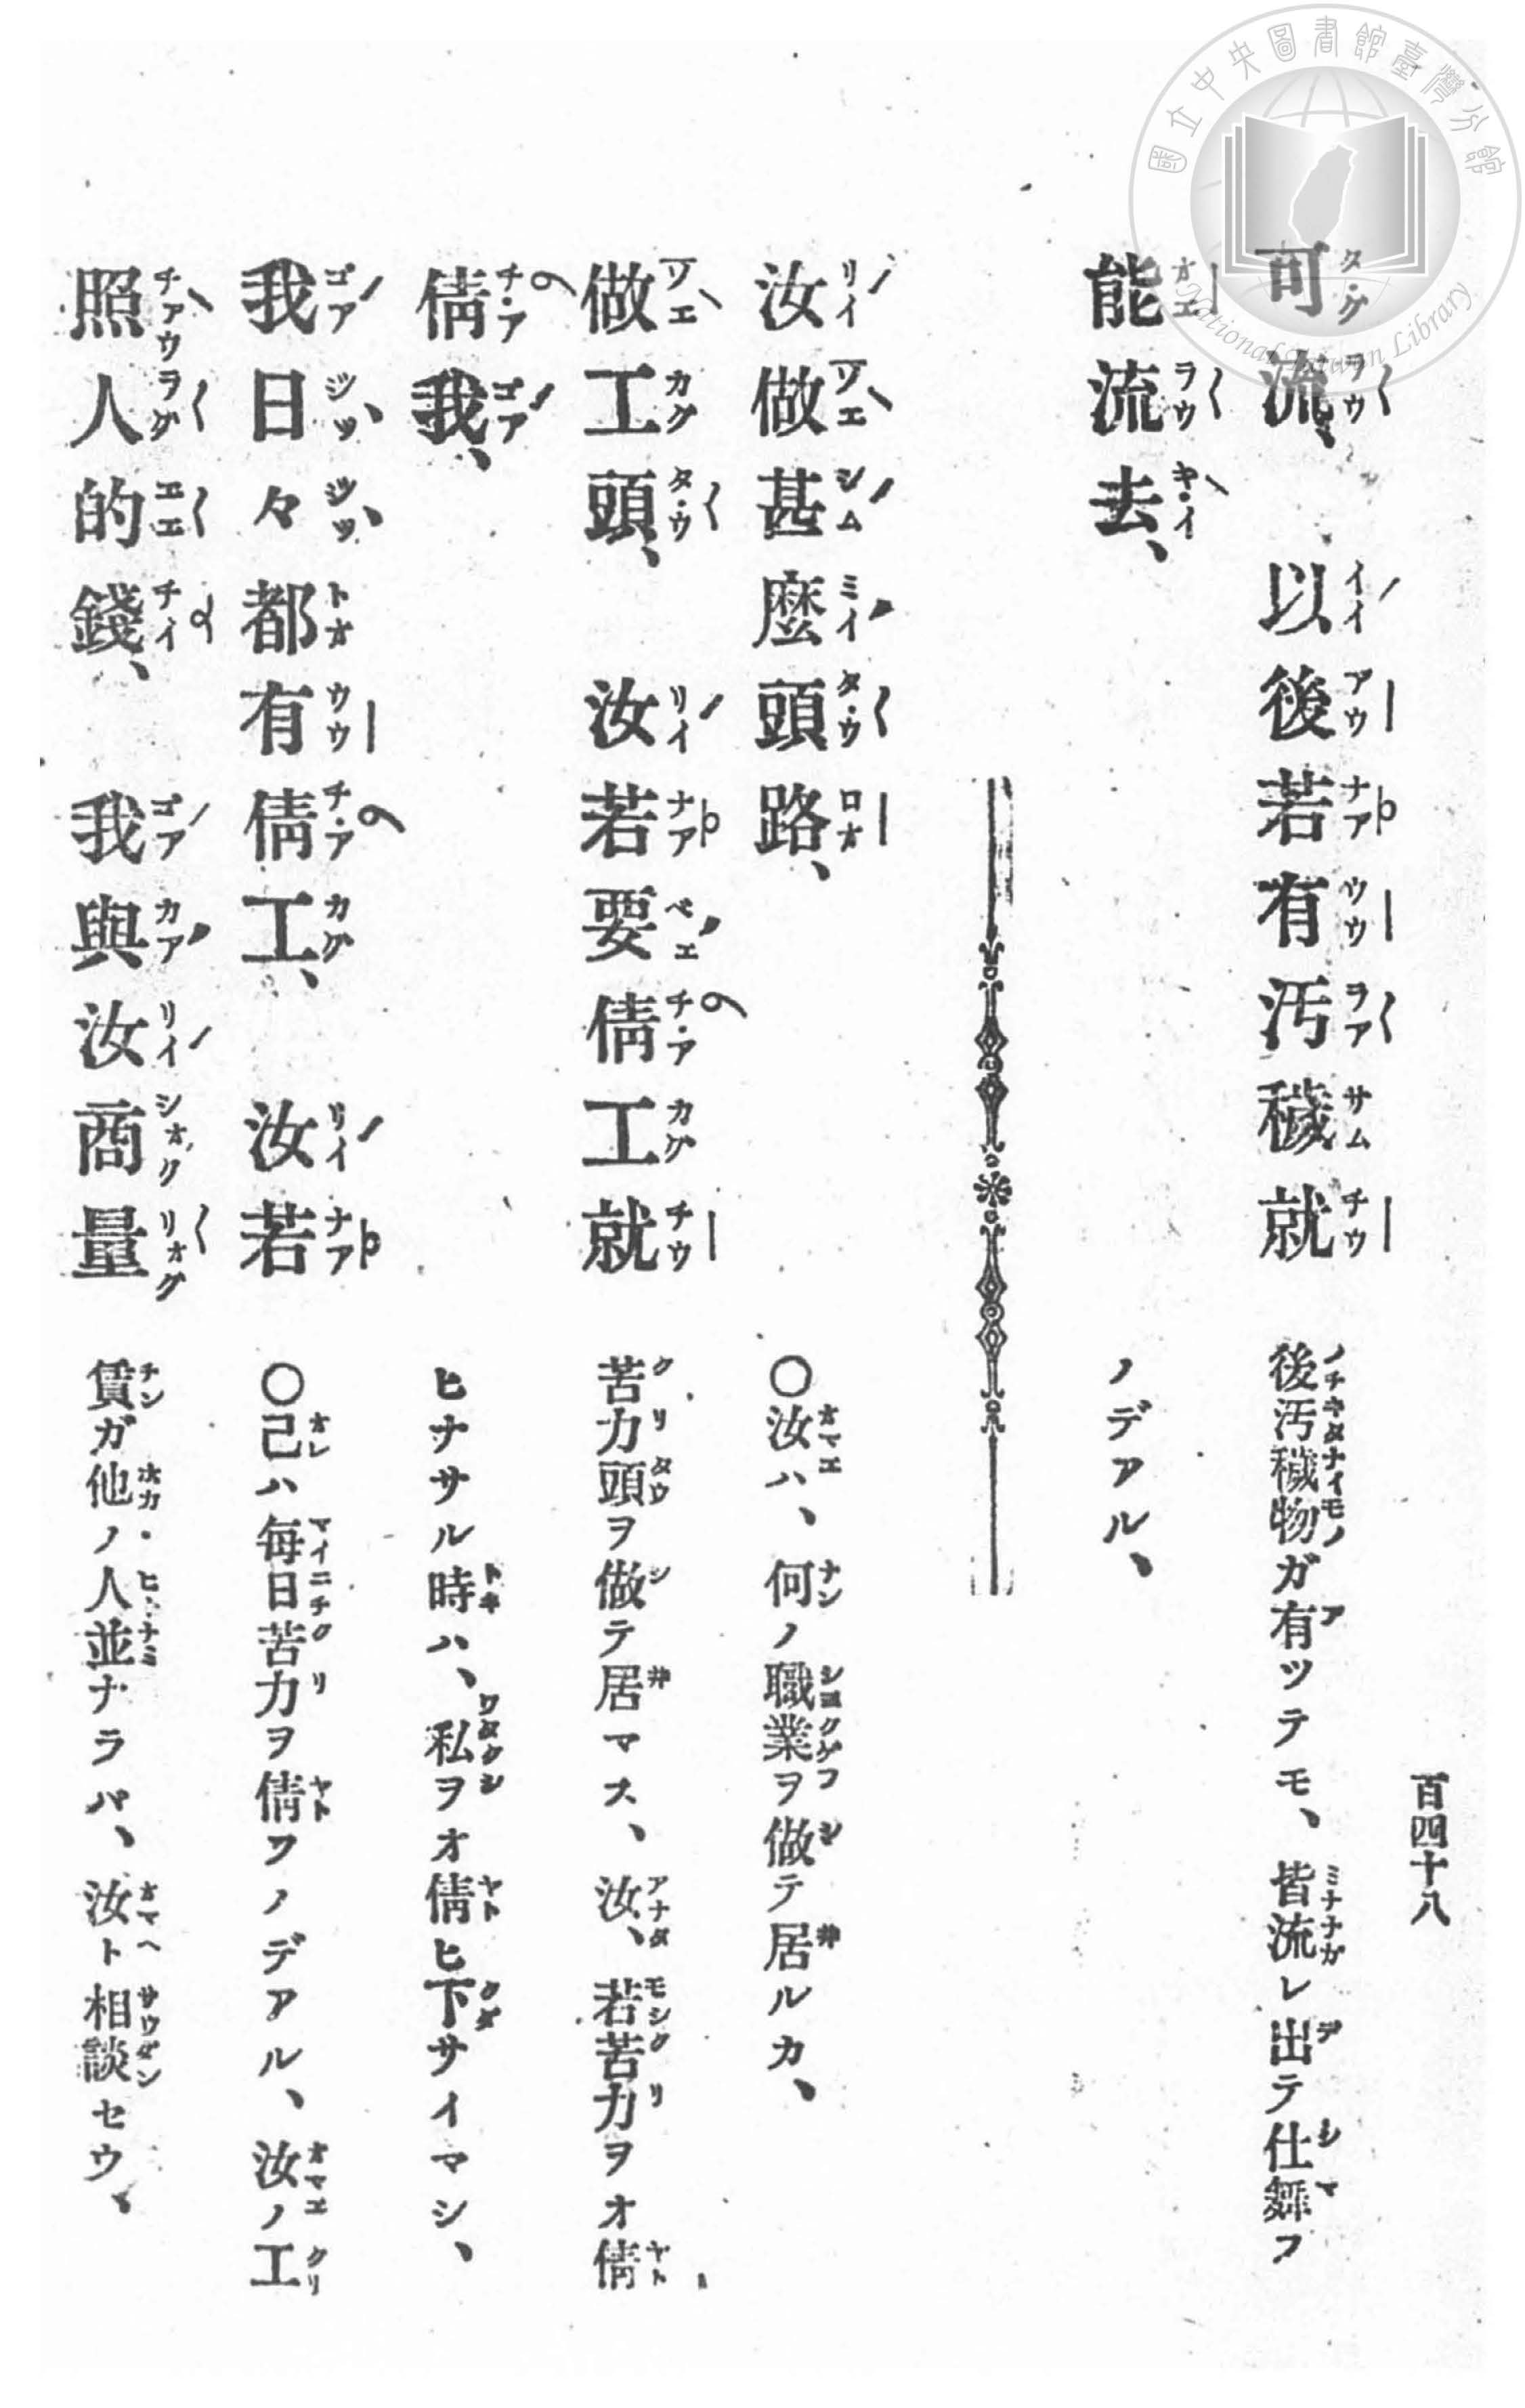 國立中央圖書館臺灣分館
National Taiwan Library
百四十八
可流、以後若有污穢就
後汚穢物ガ有ツテモ、皆流レ出テ仕舞フ
能流去、
ノデアル、
汝做甚麼頭路、
〇汝ハ、何ノ職業ヲ做テ居ルカ、
做工頭、汝若要倩工就
苦力頭ヲ做テ居マス、汝、若苦力ヲオ倩
倩我、
ヒナサル時ハ、私ヲオ倩ヒ下サイマシ、
我日々都有倩工、汝若
〇己ハ每日苦力ヲ倩フノデアル、汝ノ工
照人的錢、我與汝商量
賃ガ他ノ人並ナラバ、汝ト相談セウ、